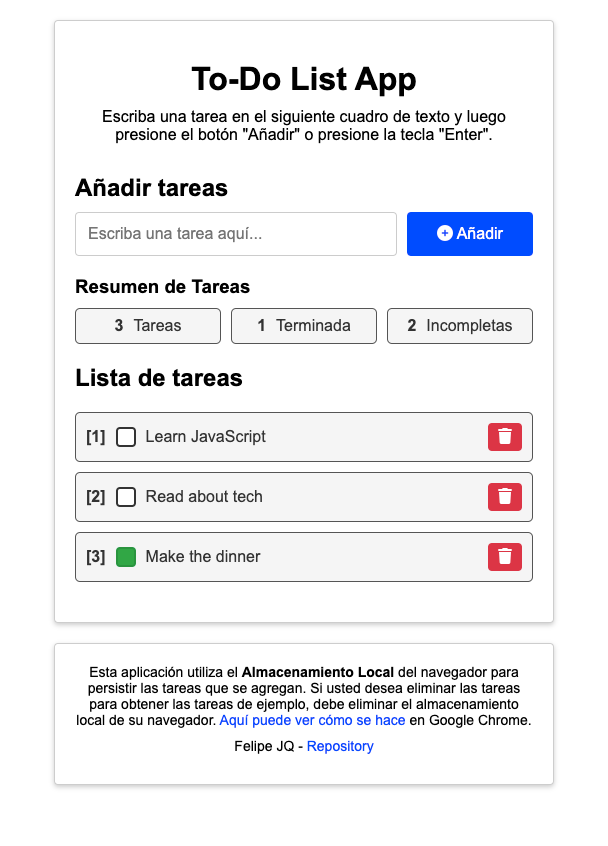 To-Do List App
Escriba una tarea en el siguiente cuadro de texto y luego
presione el botón "Añadir" o presione la tecla "Enter".
Añadir tareas
Escriba una tarea aquí...
Añadir
Resumen de Tareas
3 Tareas
1 Terminada
2 Incompletas
Lista de tareas
[1] Learn JavaScript
[2] Read about tech
[3] Make the dinner
Esta aplicación utiliza el Almacenamiento Local del navegador para
persistir las tareas que se agregan. Si usted desea eliminar las tareas
para obtener las tareas de ejemplo, debe eliminar el almacenamiento
local de su navegador. Aquí puede ver cómo se hace en Google Chrome.
Felipe JQ - Repository